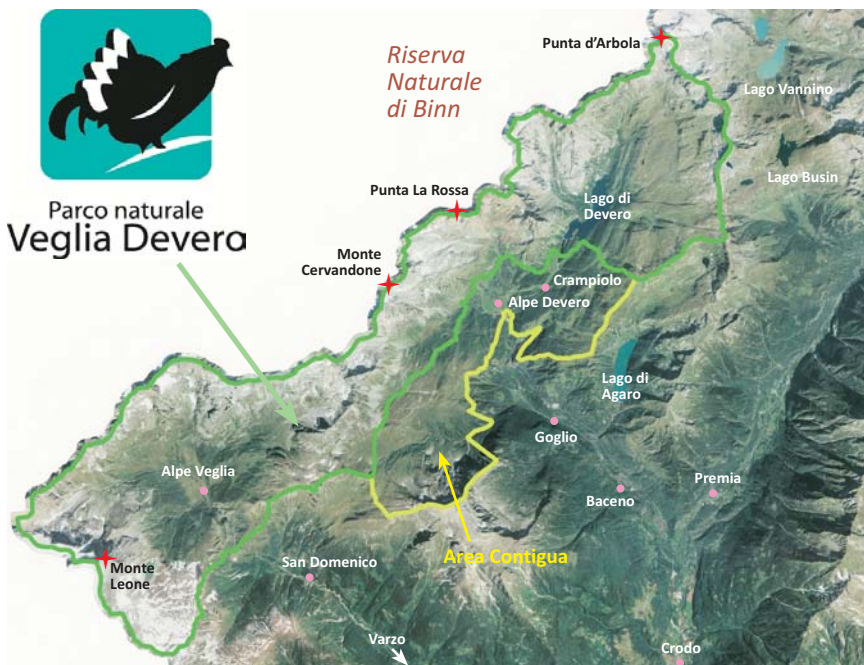 Parco naturale
Veglia Devero
Riserva
Naturale
di Binn
Punta d'Arbola
Lago Vannino
Lago Busin
Punta La Rossa
Lago di
Devero
Monte
Cervandone
Crampiolo
Alpe Devero
Lago di
Agaro
Goglio
Alpe Veglia
Baceno
Premia
Area Contigua
San Domenico
Monte
Leone
Varzo
Crodo